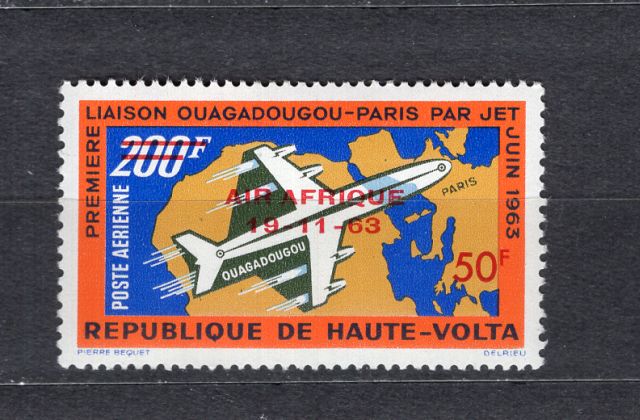 PREMIERE LIAISON OUAGADOUGOU-PARIS PAR JET JUIN 1963
200F
POSTE AERIENNE
PARIS
AIR AFRIQUE
19-11-63
OUAGADOUGOU
50F
REPUBLIQUE DE HAUTE-VOLTA
PIERRE BEQUET
DELRIEU